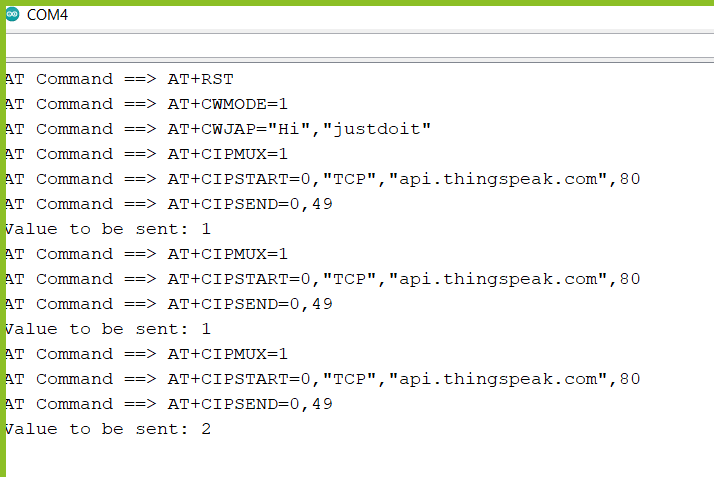 COM4
AT Command ==> AT+RST
AT Command ==> AT+CWMODE=1
AT Command ==> AT+CWJAP="Hi","justdoit"
AT Command ==> AT+CIPMUX=1
AT Command ==> AT+CIPSTART=0,"TCP","api.thingspeak.com",80
AT Command ==> AT+CIPSEND=0,49
Value to be sent: 1
AT Command ==> AT+CIPMUX=1
AT Command ==> AT+CIPSTART=0,"TCP","api.thingspeak.com",80
AT Command ==> AT+CIPSEND=0,49
Value to be sent: 1
AT Command ==> AT+CIPMUX=1
AT Command ==> AT+CIPSTART=0,"TCP","api.thingspeak.com",80
AT Command ==> AT+CIPSEND=0,49
Value to be sent: 2